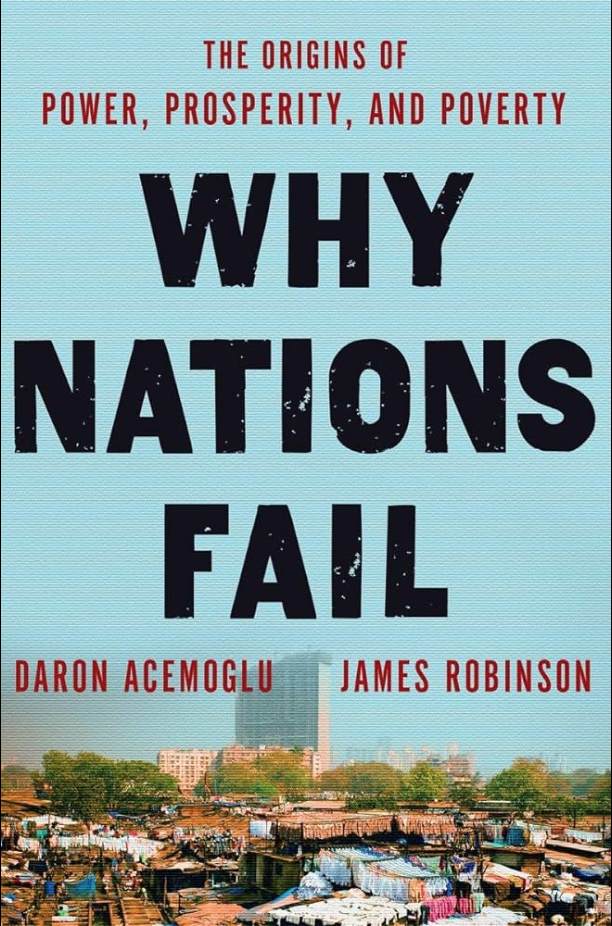 THE ORIGINS OF
POWER, PROSPERITY, AND POVERTY
WHY
NATIONS
FAIL
DARON ACEMOGLU JAMES ROBINSON